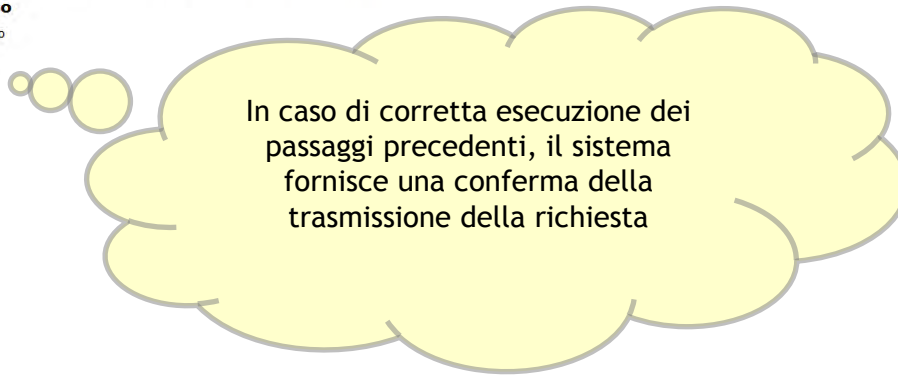 o
o
In caso di corretta esecuzione dei
passaggi precedenti, il sistema
fornisce una conferma della
trasmissione della richiesta